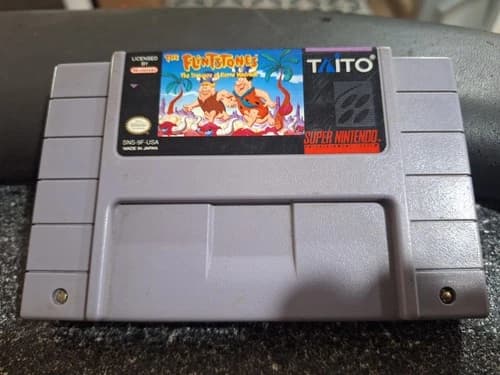 LICENSED
BY
Nintendo
THE
FLINTSTONES
The Treasure of Sierra Madrock
TAITO
SUPER NINTENDO
SNS-9F-USA
MADE IN JAPAN